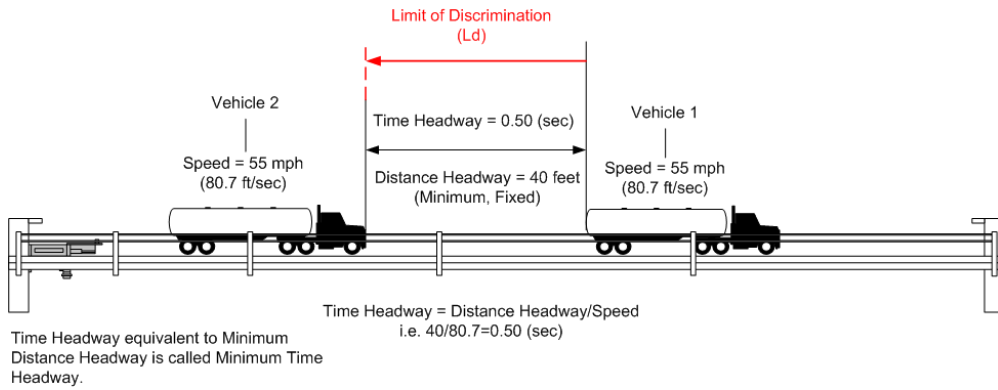 Limit of Discrimination
(Ld)
Vehicle 2
Vehicle 1
Time Headway = 0.50 (sec)
Speed = 55 mph
(80.7 ft/sec)
Distance Headway = 40 feet
(Minimum, Fixed)
Speed = 55 mph
(80.7 ft/sec)
Time Headway = Distance Headway/Speed
i.e. 40/80.7=0.50 (sec)
Time Headway equivalent to Minimum
Distance Headway is called Minimum Time
Headway.